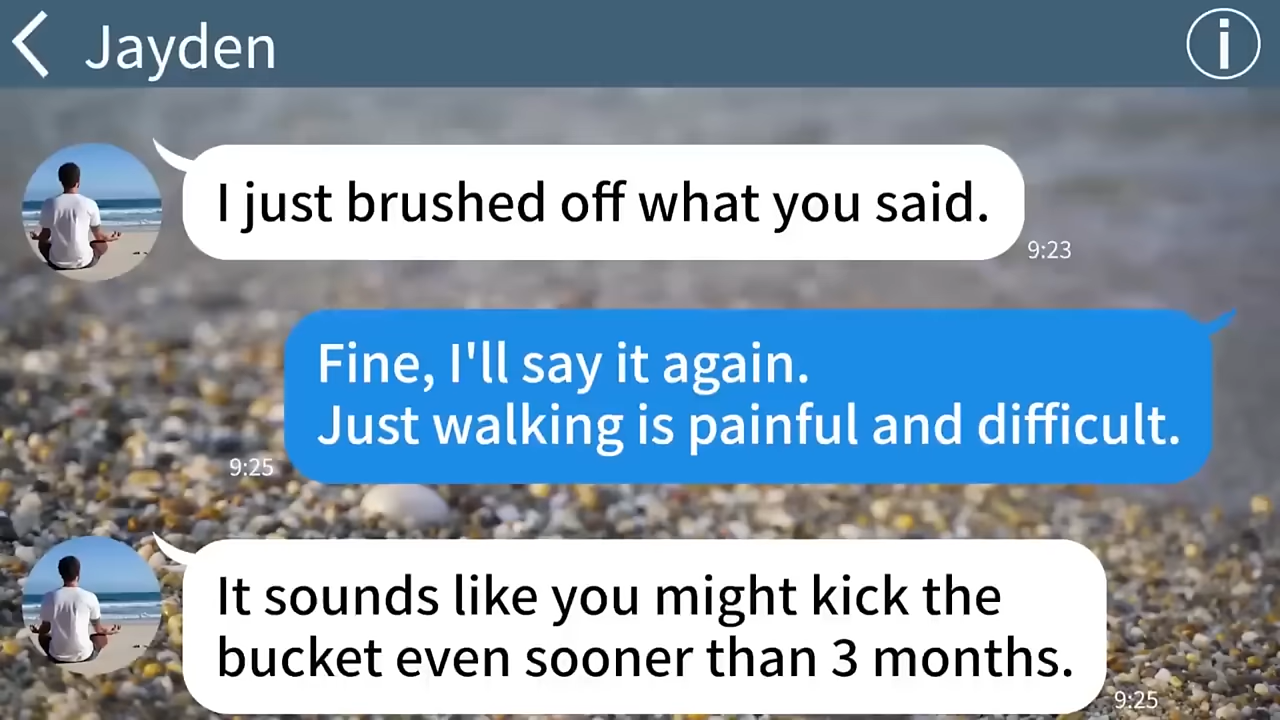 Jayden
I just brushed off what you said.
9:23
Fine, I'll say it again.
Just walking is painful and difficult.
9:25
It sounds like you might kick the
bucket even sooner than 3 months.
9:25